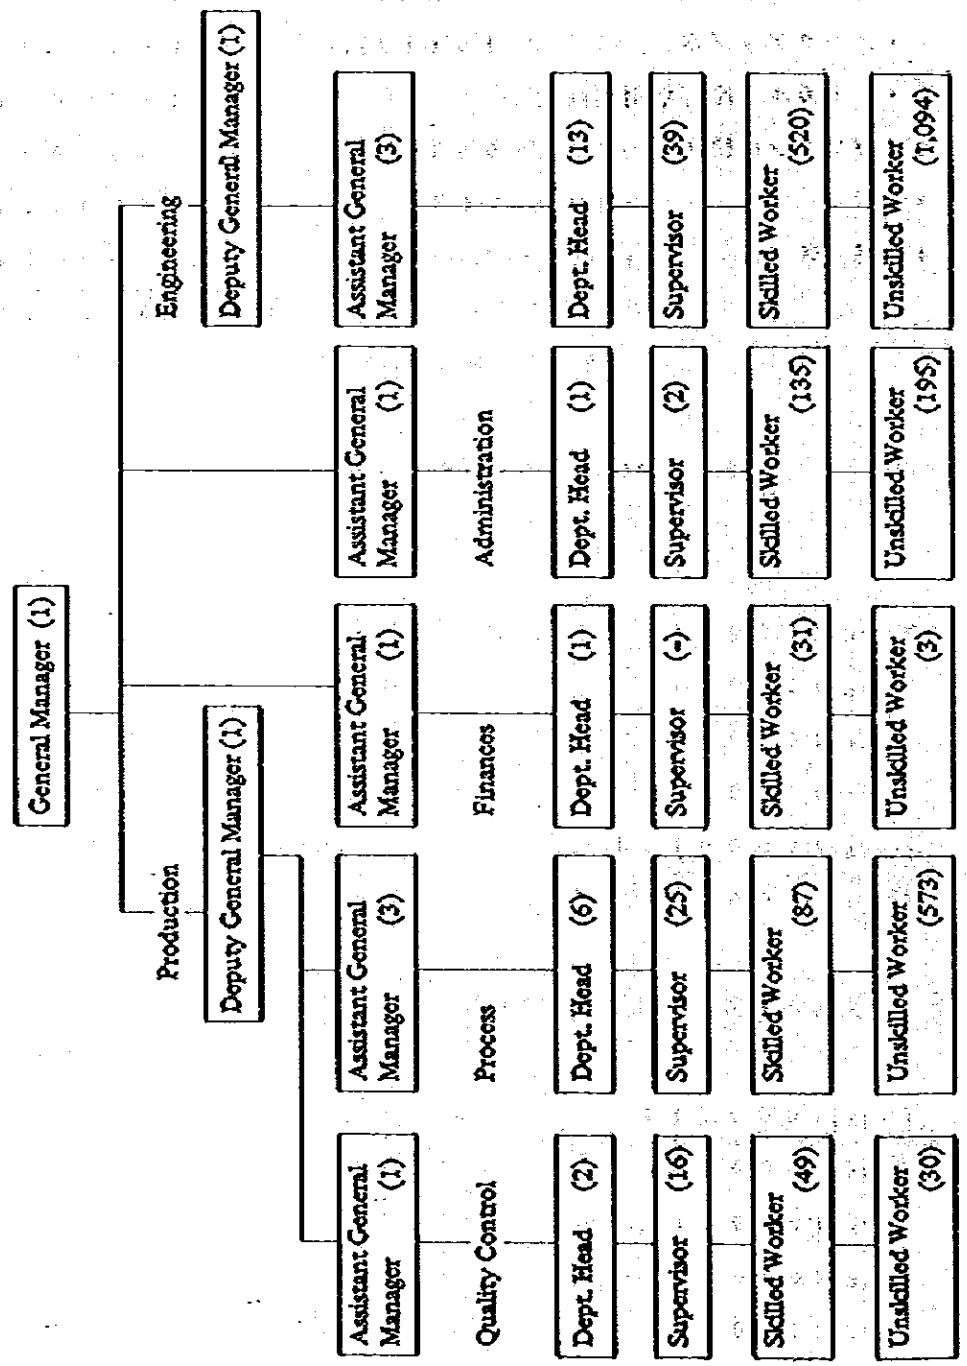 General Manager (1)
Production
Engineering
Deputy General Manager (1)
Deputy General Manager (1)
Assistant General
Manager (1)
Assistant General
Manager (3)
Assistant General
Manager (1)
Assistant General
Manager (1)
Assistant General
Manager (3)
Quality Control
Process
Finances
Administration
Dept. Head (2)
Dept. Head (6)
Dept. Head (1)
Dept. Head (1)
Dept. Head (13)
Supervisor (16)
Supervisor (25)
Supervisor (-)
Supervisor (2)
Supervisor (39)
Skilled Worker
(49)
Skilled Worker
(87)
Skilled Worker
(31)
Skilled Worker
(135)
Skilled Worker
(520)
Unskilled Worker
(30)
Unskilled Worker
(573)
Unskilled Worker
(3)
Unskilled Worker
(195)
Unskilled Worker
(1,094)